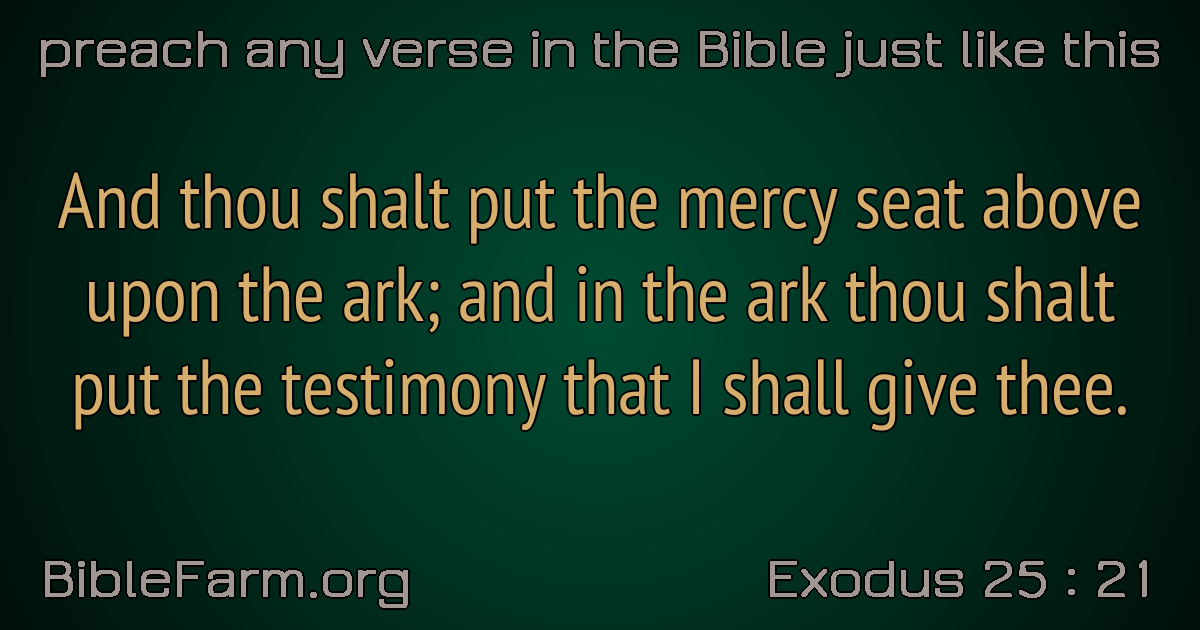 preach any verse in the Bible just like this
And thou shalt put the mercy seat above
upon the ark; and in the ark thou shalt
put the testimony that I shall give thee.
BibleFarm.org
Exodus 25 : 21